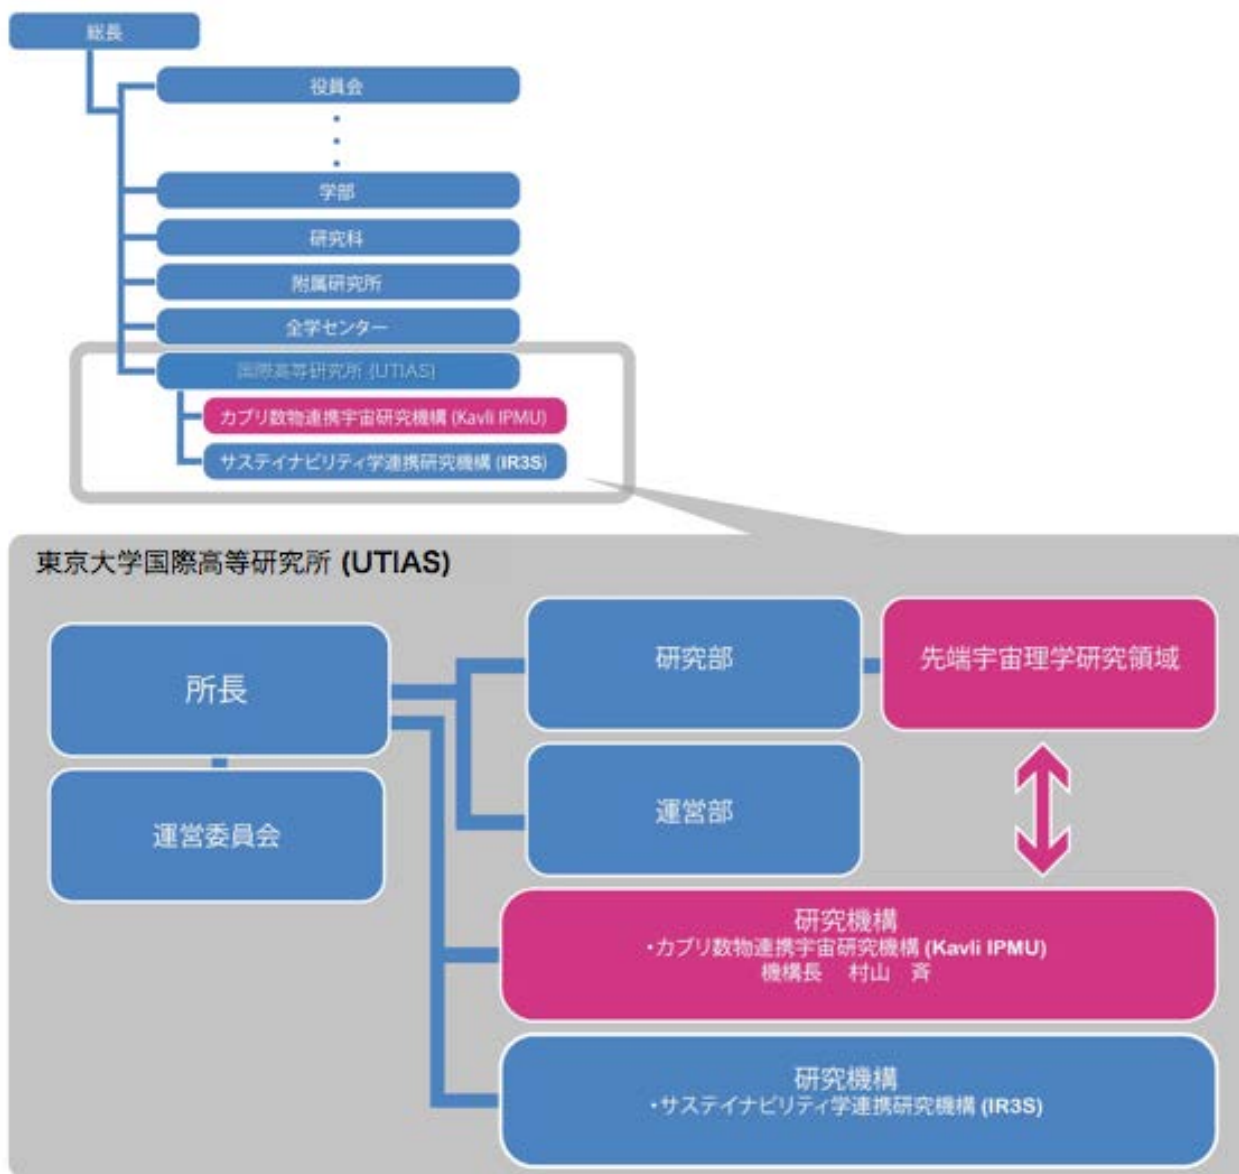 総長
役員会
学部
研究科
附属研究所
全学センター
国際高等研究所 (UTIAS)
カブリ数物連携宇宙研究機構 (Kavli IPMU)
サステイナビリティ学連携研究機構 (IR3S)
東京大学国際高等研究所 (UTIAS)
所長
運営委員会
研究部
先端宇宙理学研究領域
運営部
研究機構
・カブリ数物連携宇宙研究機構 (Kavli IPMU)
機構長 村山 斉
研究機構
・サステイナビリティ学連携研究機構 (IR3S)